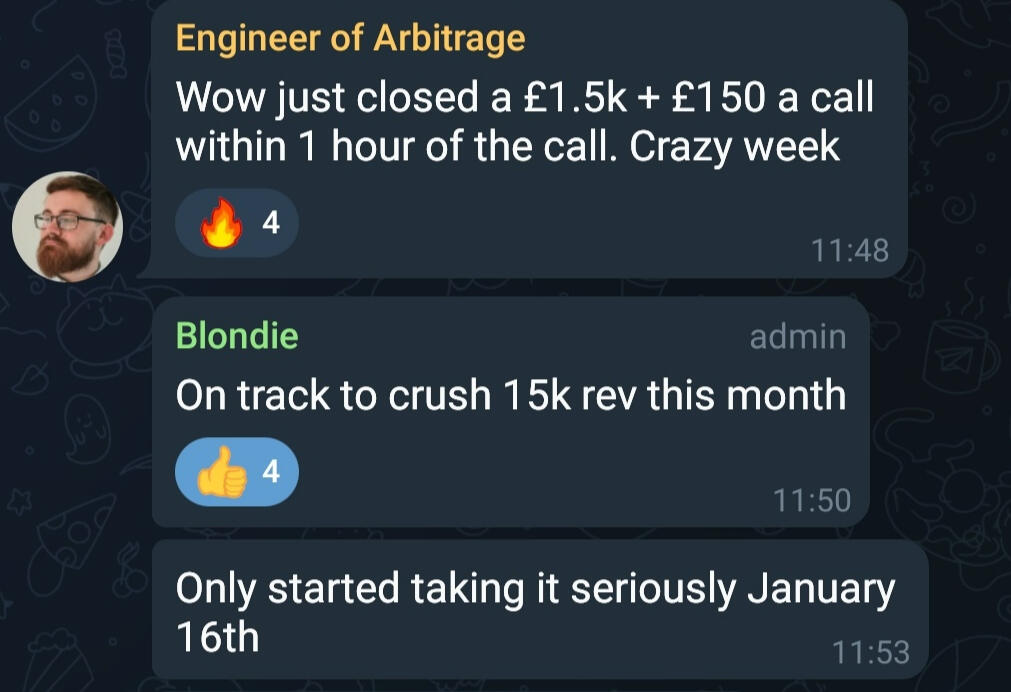 Engineer of Arbitrage
Wow just closed a £1.5k + £150 a call
within 1 hour of the call. Crazy week
🔥 4
11:48
Blondie admin
On track to crush 15k rev this month
👍 4
11:50
Only started taking it seriously January
16th
11:53